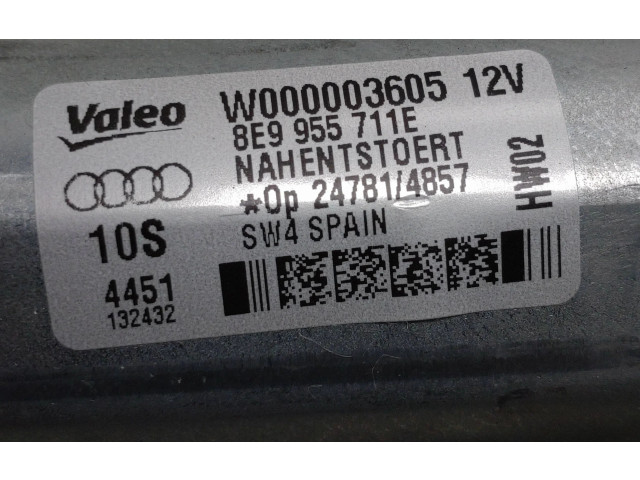 Valeo
W000003605 12V
8E9 955 711E
NAHENTSTOERT
*Op 24781/4857
10S
SW4 SPAIN
4451
132432
HW02